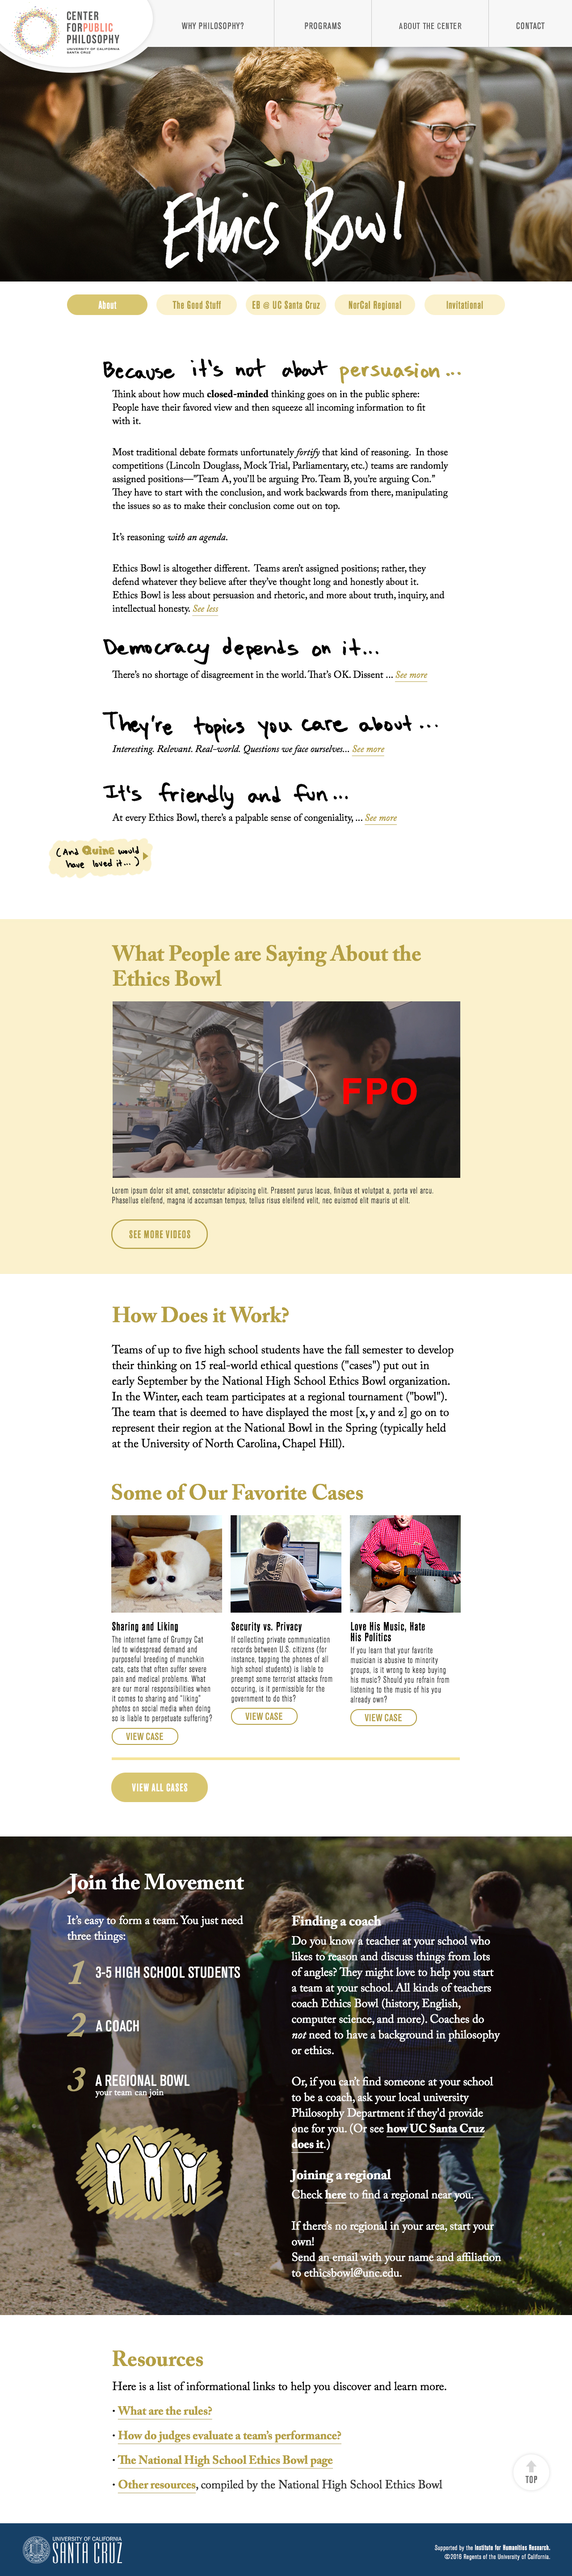 CENTER
FORPUBLIC
PHILOSOPHY
UNIVERSITY OF CALIFORNIA
SANTA CRUZ
WHY PHILOSOPHY?
PROGRAMS
ABOUT THE CENTER
CONTACT
Ethics Bowl
About
The Good Stuff
EB @ UC Santa Cruz
NorCal Regional
Invitational
Because it's not about persuasion...
Think about how much closed-minded thinking goes on in the public sphere:
People have their favored view and then squeeze all incoming information to fit
with it.
Most traditional debate formats unfortunately fortify that kind of reasoning. In those
competitions (Lincoln Douglass, Mock Trial, Parliamentary, etc.) teams are randomly
assigned positions—"Team A, you'll be arguing Pro. Team B, you're arguing Con."
They have to start with the conclusion, and work backwards from there, manipulating
the issues so as to make their conclusion come out on top.
It's reasoning with an agenda.
Ethics Bowl is altogether different. Teams aren't assigned positions; rather, they
defend whatever they believe after they've thought long and honestly about it.
Ethics Bowl is less about persuasion and rhetoric, and more about truth, inquiry, and
intellectual honesty. See less
Democracy depends on it...
There's no shortage of disagreement in the world. That's OK. Dissent ... See more
They're topics you care about...
Interesting. Relevant. Real-world. Questions we face ourselves... See more
It's friendly and fun...
At every Ethics Bowl, there's a palpable sense of congeniality, ... See more
(And Quine would
have loved it...)
What People are Saying About the
Ethics Bowl
FPO
Lorem ipsum dolor sit amet, consectetur adipiscing elit. Praesent purus lacus, finibus et volutpat a, porta vel arcu.
Phasellus eleifend, magna id accumsan tempus, tellus risus eleifend velit, nec euismod elit mauris ut elit.
SEE MORE VIDEOS
How Does it Work?
Teams of up to five high school students have the fall semester to develop
their thinking on 15 real-world ethical questions ("cases") put out in
early September by the National High School Ethics Bowl organization.
In the Winter, each team participates at a regional tournament ("bowl").
The team that is deemed to have displayed the most [x, y and z] go on to
represent their region at the National Bowl in the Spring (typically held
at the University of North Carolina, Chapel Hill).
Some of Our Favorite Cases
Sharing and Liking
The internet fame of Grumpy Cat
led to widespread demand and
purposeful breeding of munchkin
cats, cats that often suffer severe
pain and medical problems. What
are our moral responsibilities when
it comes to sharing and "liking"
photos on social media when doing
so is liable to perpetuate suffering?
VIEW CASE
Security vs. Privacy
If collecting private communication
records between U.S. citizens (for
instance, tapping the phones of all
high school students) is liable to
preempt some terrorist attacks from
occuring, is it permissible for the
government to do this?
VIEW CASE
Love His Music, Hate
His Politics
If you learn that your favorite
musician is abusive to minority
groups, is it wrong to keep buying
his music? Should you refrain from
listening to the music of his you
already own?
VIEW CASE
VIEW ALL CASES
Join the Movement
It's easy to form a team. You just need
three things:
1 3-5 HIGH SCHOOL STUDENTS
2 A COACH
3 A REGIONAL BOWL
your team can join
Finding a coach
Do you know a teacher at your school who
likes to reason and discuss things from lots
of angles? They might love to help you start
a team at your school. All kinds of teachers
coach Ethics Bowl (history, English,
computer science, and more). Coaches do
not need to have a background in philosophy
or ethics.
Or, if you can't find someone at your school
to be a coach, ask your local university
Philosophy Department if they'd provide
one for you. (Or see how UC Santa Cruz
does it.)
Joining a regional
Check here to find a regional near you.
If there's no regional in your area, start your
own!
Send an email with your name and affiliation
to ethicsbowl@unc.edu.
Resources
Here is a list of informational links to help you discover and learn more.
· What are the rules?
· How do judges evaluate a team's performance?
· The National High School Ethics Bowl page
· Other resources, compiled by the National High School Ethics Bowl
TOP
UNIVERSITY OF CALIFORNIA
SANTA CRUZ
Supported by the Institute for Humanities Research.
©2016 Regents of the University of California.